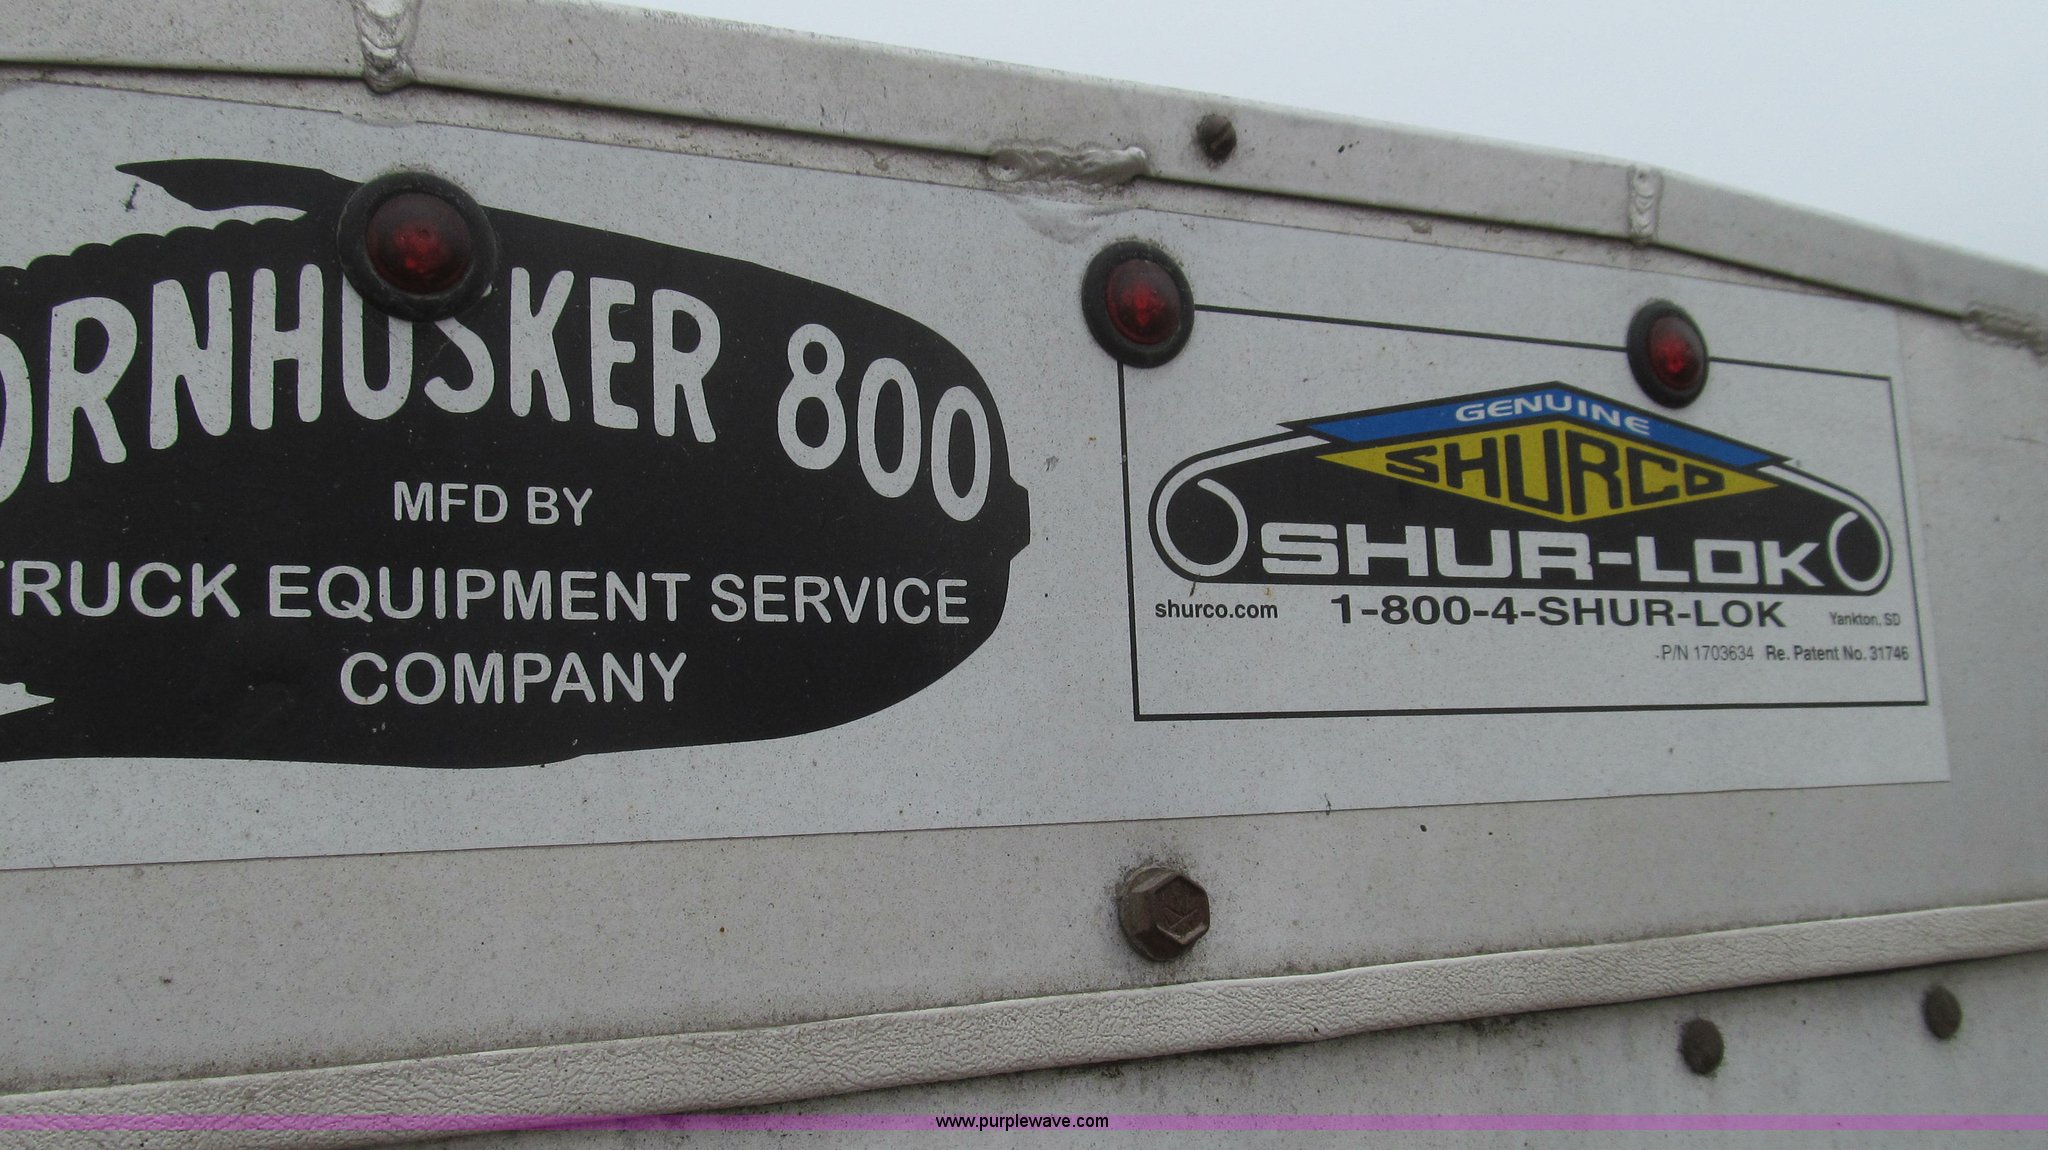 ORNHUSKER 800
MFD BY
TRUCK EQUIPMENT SERVICE
COMPANY
GENUINE
SHURCO
SHUR-LOK
shurco.com 1-800-4-SHUR-LOK Yankton, SD
P/N 1703634 Re. Patent No. 31746
www.purplewave.com